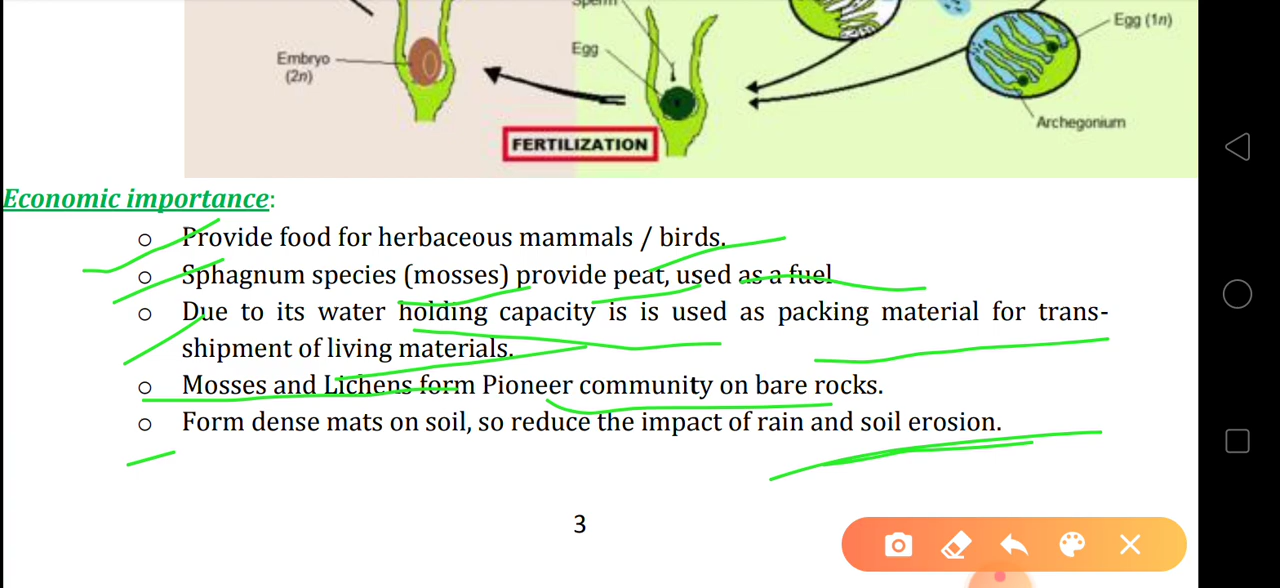 Sperm
Egg (1n)
Egg
Embryo
(2n)
Archegonium
FERTILIZATION
Economic importance:
o Provide food for herbaceous mammals / birds.
o Sphagnum species (mosses) provide peat, used as a fuel
o Due to its water holding capacity is is used as packing material for trans-
shipment of living materials.
o Mosses and Lichens form Pioneer community on bare rocks.
o Form dense mats on soil, so reduce the impact of rain and soil erosion.
3